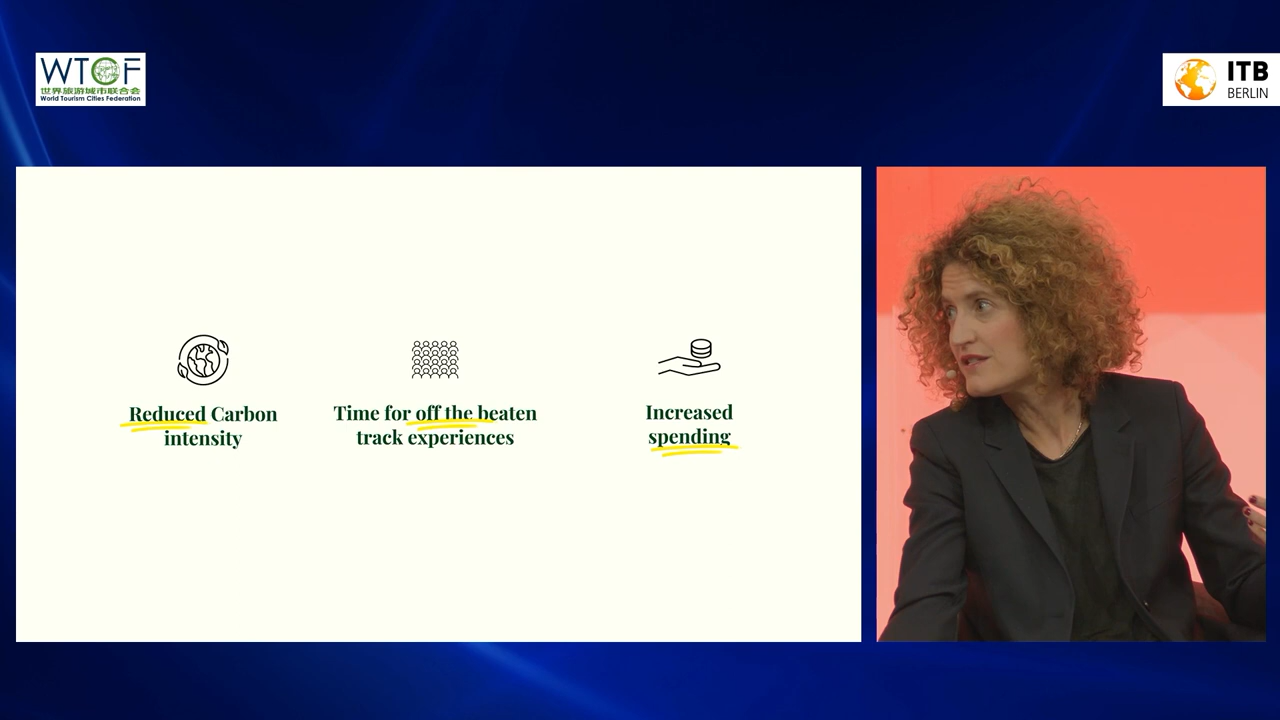 WTCF
世界旅游城市联合会
World Tourism Cities Federation
ITB
BERLIN
Reduced Carbon
intensity
Time for off the beaten
track experiences
Increased
spending